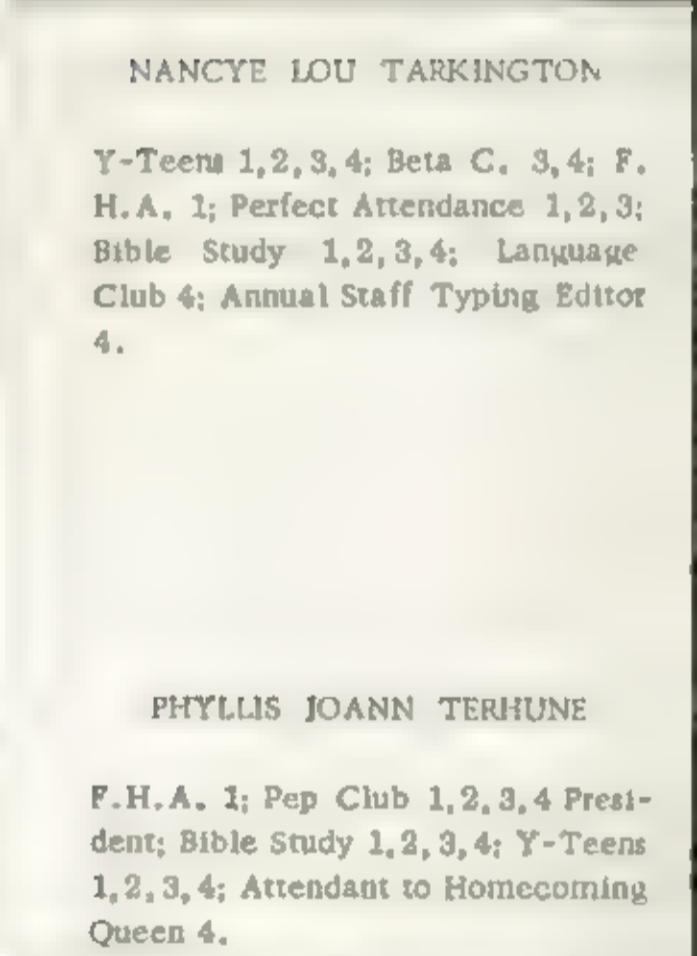 NANCYE LOU TARKINGTON
Y-Teens 1,2,3,4; Beta C. 3,4; F.
H.A. 1; Perfect Attendance 1,2,3;
Bible Study 1,2,3,4; Language
Club 4; Annual Staff Typing Editor
4.
PHYLLIS JOANN TERHUNE
F.H.A. 1; Pep Club 1,2,3,4 Presi-
dent; Bible Study 1,2,3,4; Y-Teens
1,2,3,4; Attendant to Homecoming
Queen 4.